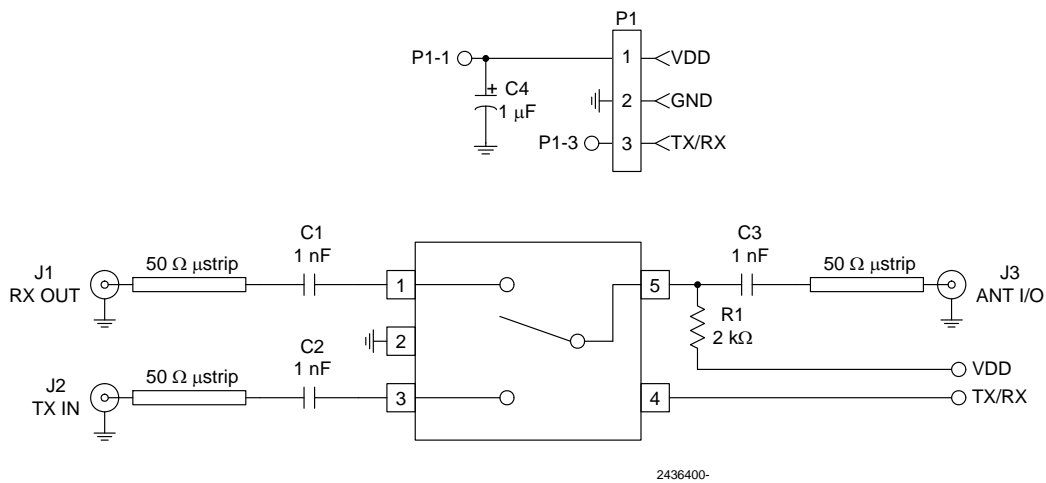 P1
P1-1
1
VDD
+ C4
1 μF
2
GND
P1-3
3
TX/RX
C1
1 nF
C3
1 nF
J1
RX OUT
50 Ω μstrip
1
5
50 Ω μstrip
J3
ANT I/O
R1
2 kΩ
2
C2
1 nF
VDD
J2
TX IN
50 Ω μstrip
3
4
TX/RX
2436400-